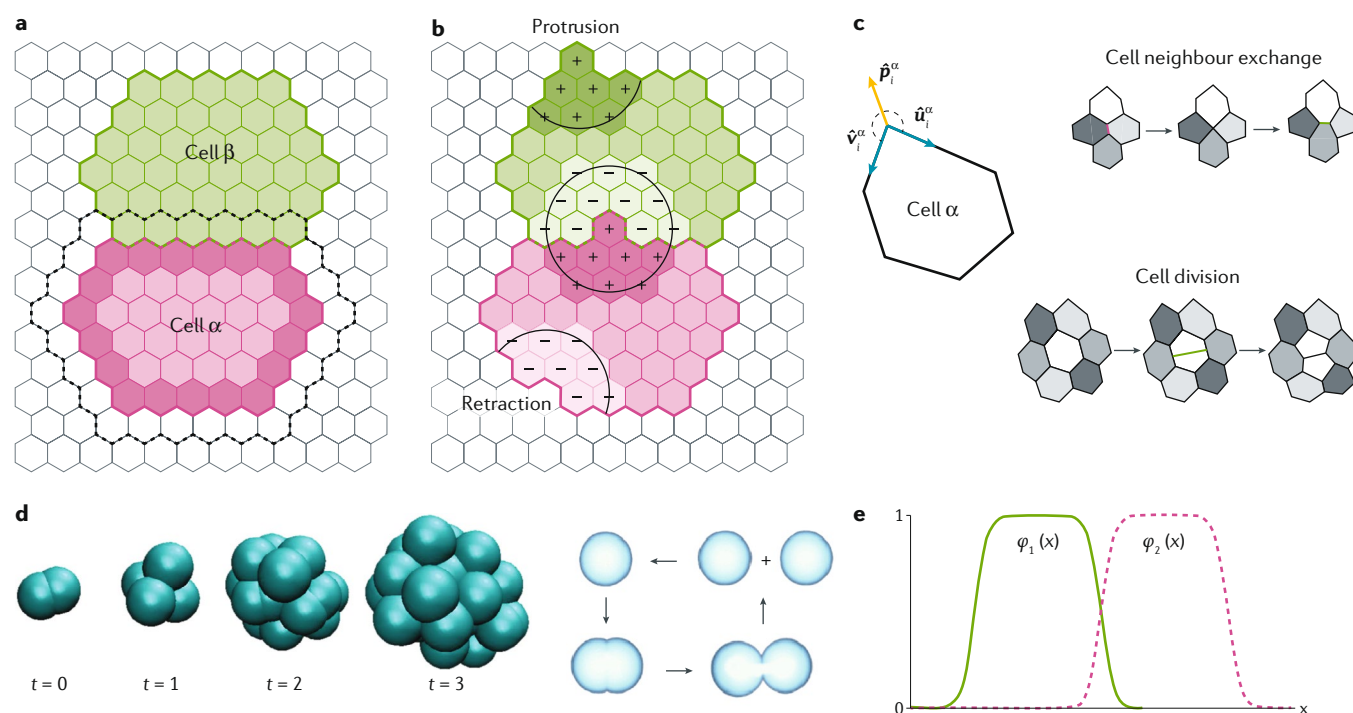 a
Cell β
Cell α
b
Protrusion
+
+ + +
+ + +
− − −
− − − −
− − + − −
+ + + +
+ + +
− − −
− − −
− −
Retraction
c
p̂ᵢᵅ
ûᵢᵅ
v̂ᵢᵅ
Cell α
Cell neighbour exchange
Cell division
d
t = 0
t = 1
t = 2
t = 3
+
e
1
φ₁ (x)
φ₂ (x)
0
x